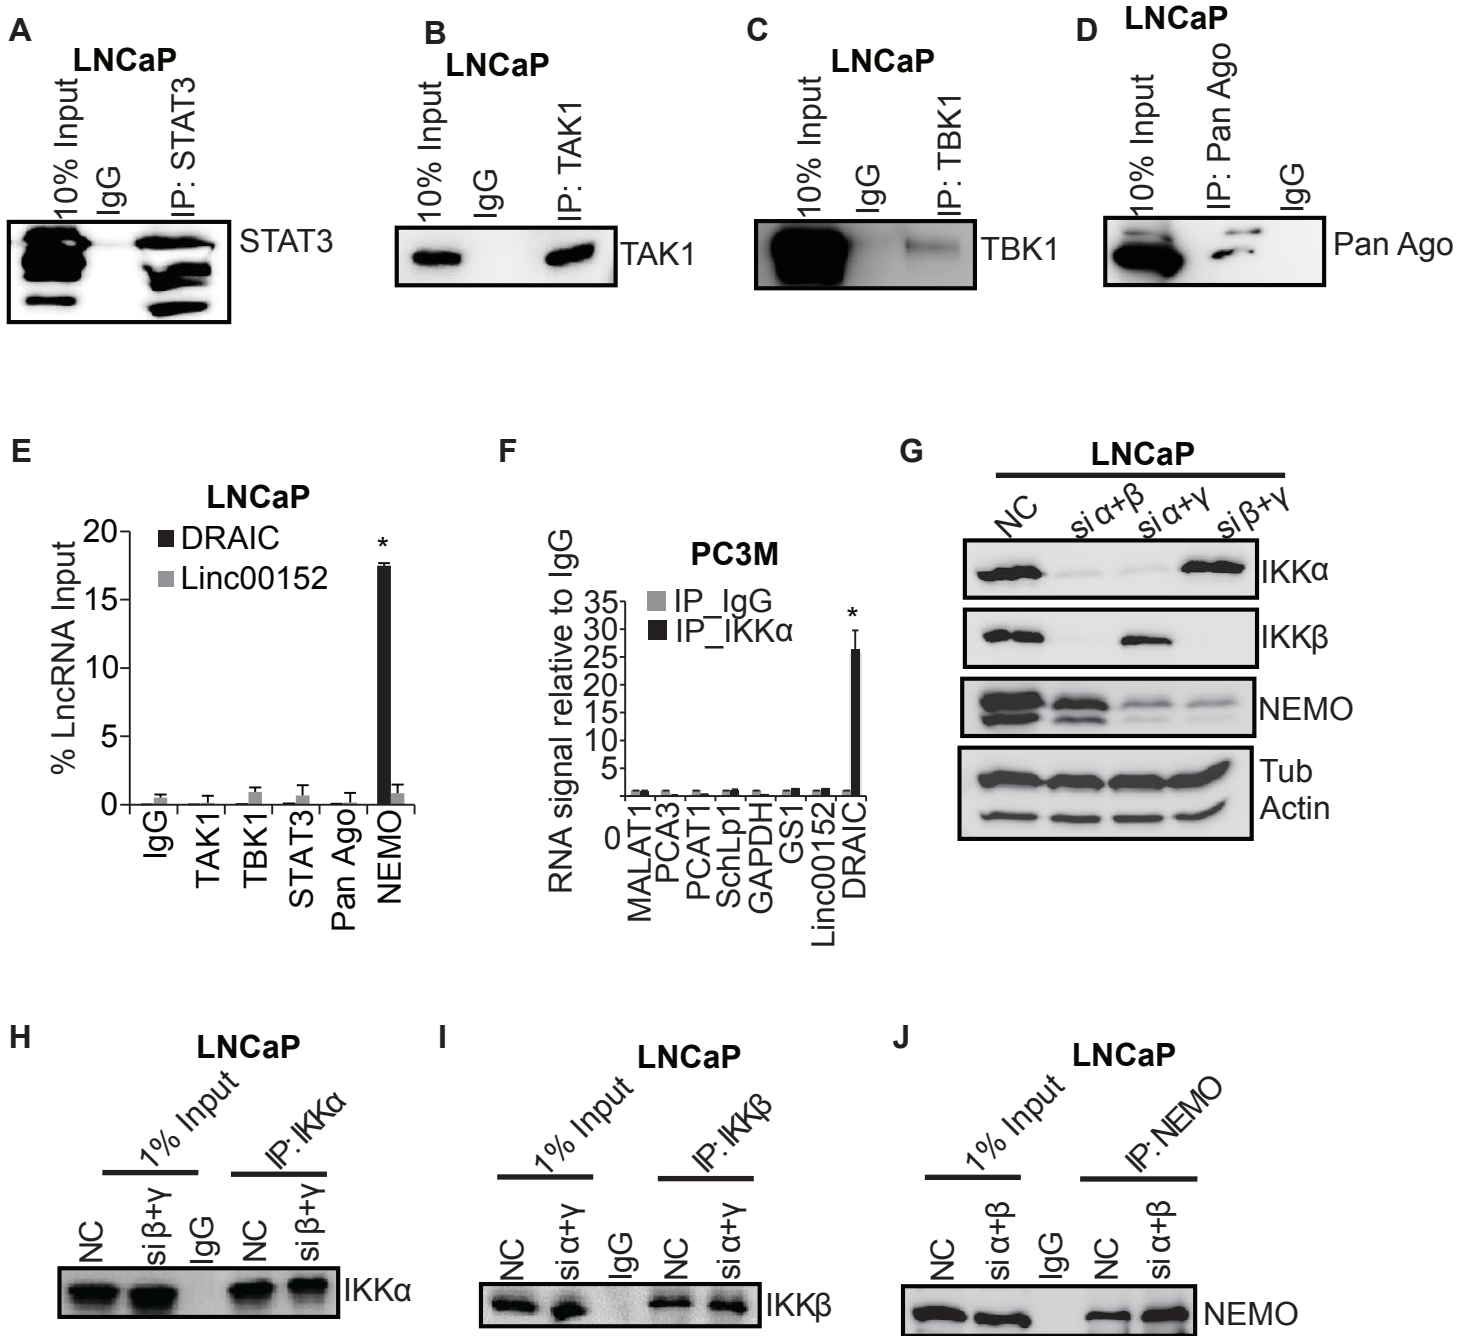 A
LNCaP
10% Input
IgG
IP: STAT3
STAT3
B
LNCaP
10% Input
IgG
IP: TAK1
TAK1
C
LNCaP
10% Input
IgG
IP: TBK1
TBK1
D
LNCaP
10% Input
IP: Pan Ago
IgG
Pan Ago
E
LNCaP
DRAIC
Linc00152
% LncRNA Input
20
15
10
5
0
*
IgG
TAK1
TBK1
STAT3
Pan Ago
NEMO
F
PC3M
IP_IgG
IP_IKKα
RNA signal relative to IgG
35
30
25
20
15
10
5
0
*
MALAT1
PCA3
PCAT1
SchLp1
GAPDH
GS1
Linc00152
DRAIC
G
LNCaP
NC
si α+β
si α+γ
si β+γ
IKKα
IKKβ
NEMO
Tub
Actin
H
LNCaP
1% Input
IP: IKKα
NC
si β+γ
IgG
NC
si β+γ
IKKα
I
LNCaP
1% Input
IP: IKKβ
NC
si α+γ
IgG
NC
si α+γ
IKKβ
J
LNCaP
1% Input
IP: NEMO
NC
si α+β
IgG
NC
si α+β
NEMO